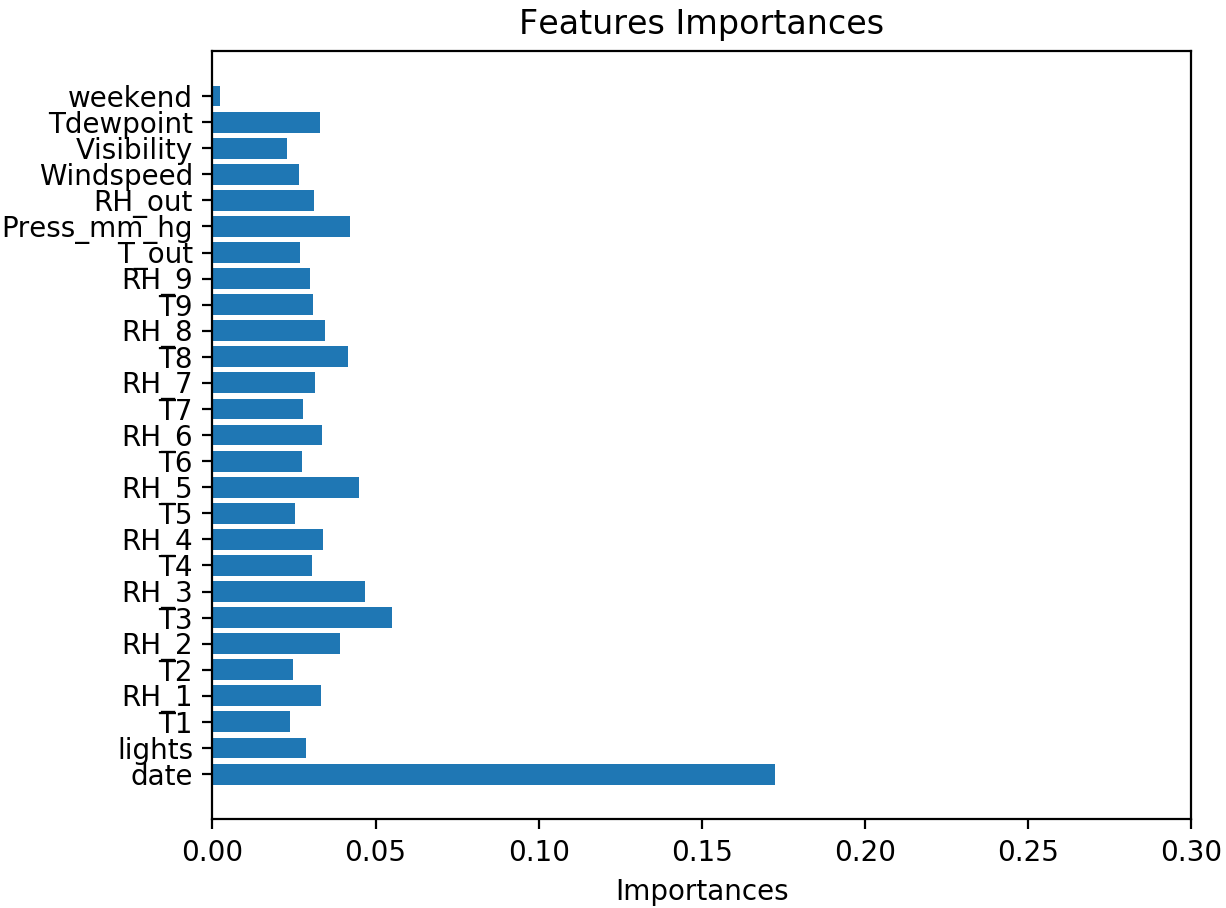 Features Importances
weekend
Tdewpoint
Visibility
Windspeed
RH_out
Press_mm_hg
T_out
RH_9
T9
RH_8
T8
RH_7
T7
RH_6
T6
RH_5
T5
RH_4
T4
RH_3
T3
RH_2
T2
RH_1
T1
lights
date
0.00 0.05 0.10 0.15 0.20 0.25 0.30
Importances